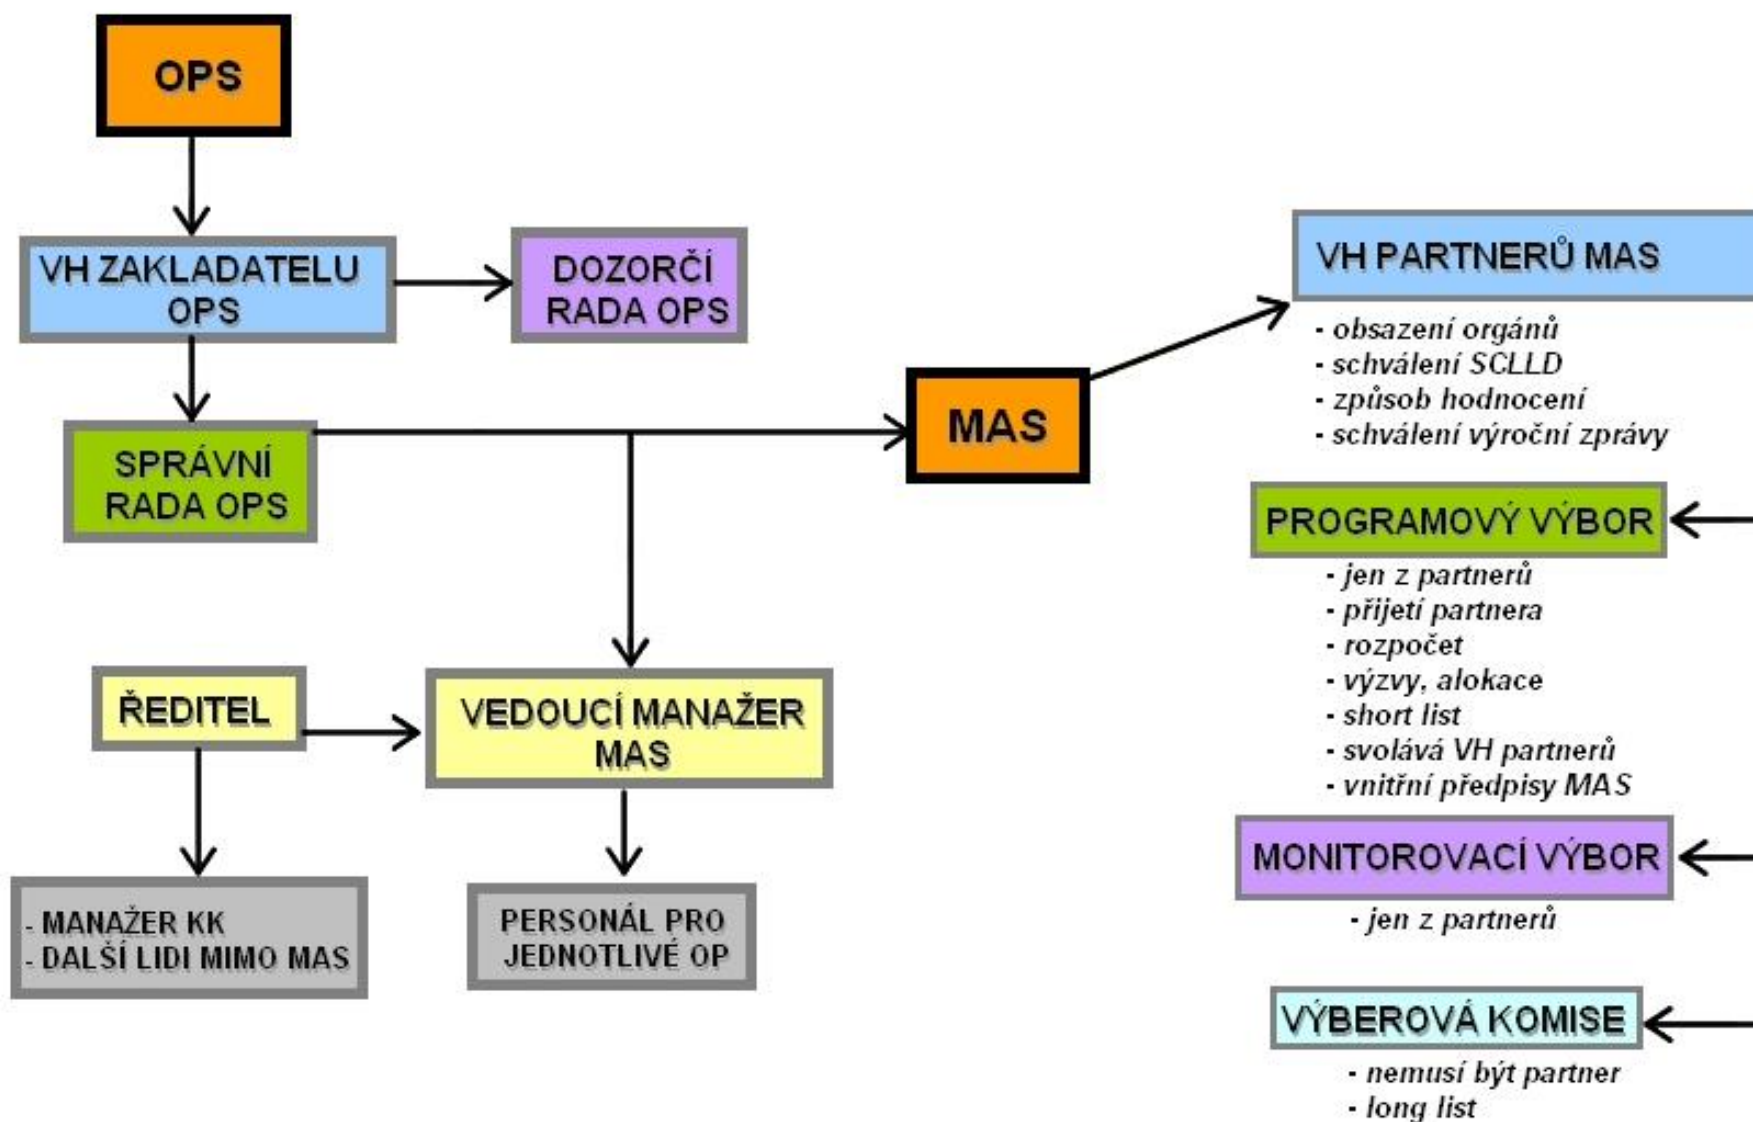 OPS
VH ZAKLADATELU
OPS
DOZORČÍ
RADA OPS
SPRÁVNÍ
RADA OPS
MAS
ŘEDITEL
VEDOUCÍ MANAŽER
MAS
- MANAŽER KK
- DALŠÍ LIDI MIMO MAS
PERSONÁL PRO
JEDNOTLIVÉ OP
VH PARTNERŮ MAS
- obsazení orgánů
- schválení SCLLD
- způsob hodnocení
- schválení výroční zprávy
PROGRAMOVÝ VÝBOR
- jen z partnerů
- přijetí partnera
- rozpočet
- výzvy, alokace
- short list
- svolává VH partnerů
- vnitřní předpisy MAS
MONITOROVACÍ VÝBOR
- jen z partnerů
VÝBEROVÁ KOMISE
- nemusí být partner
- long list